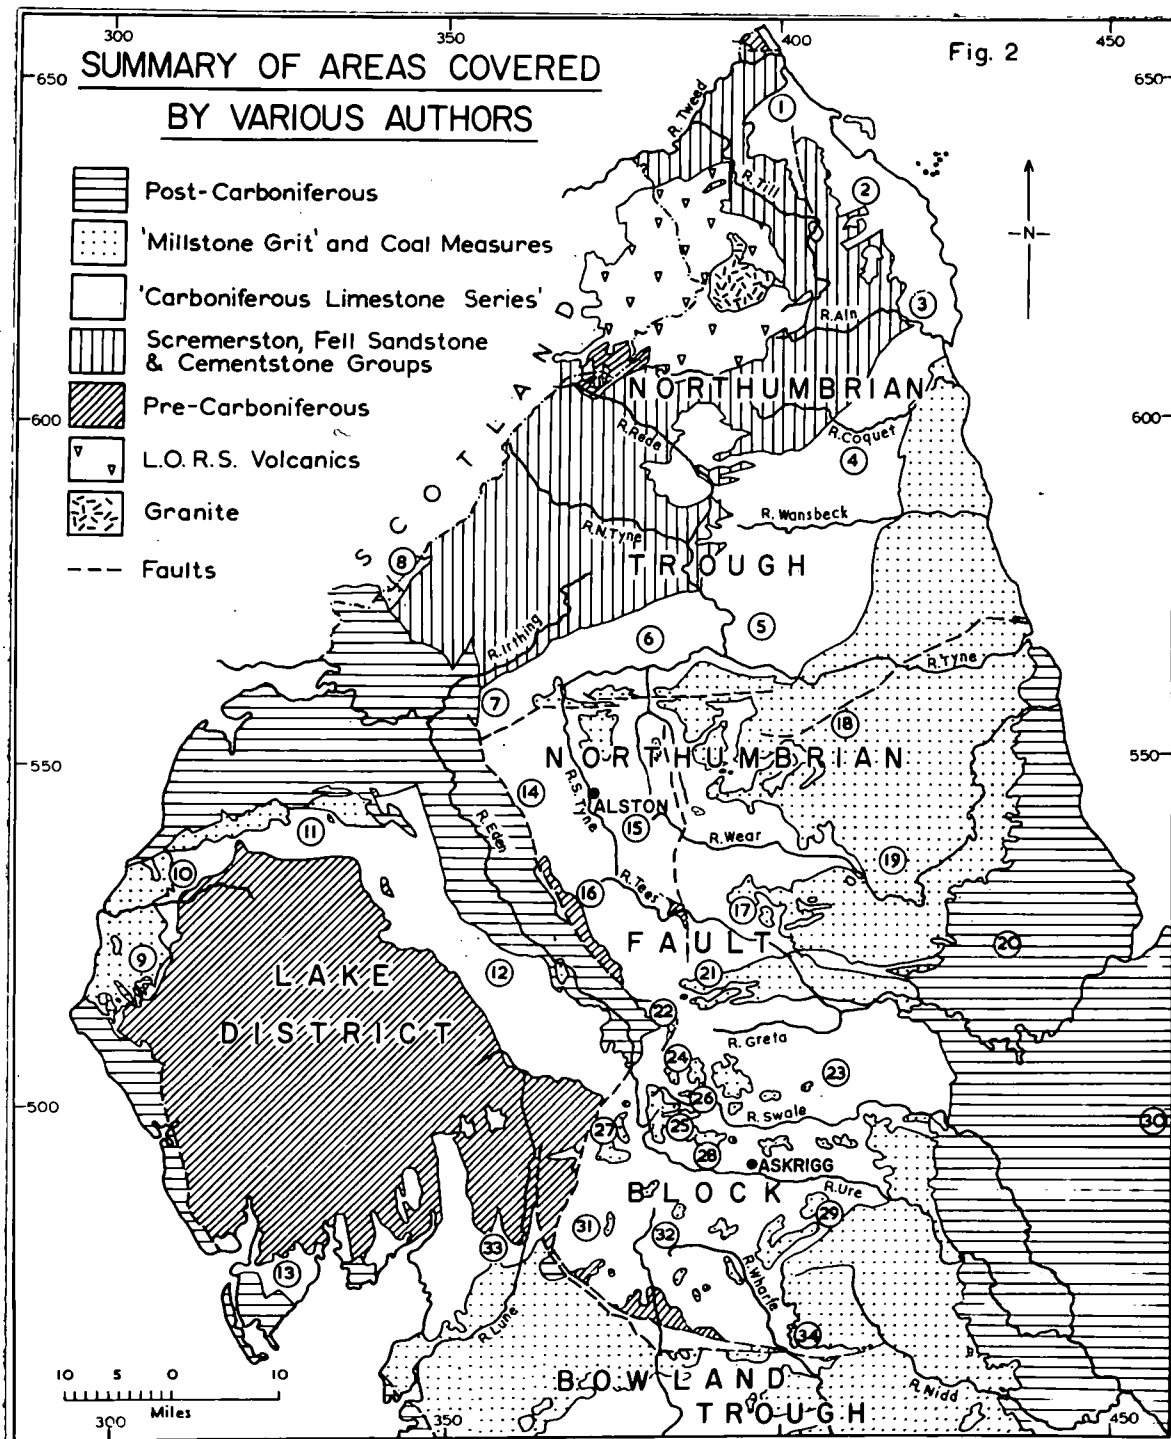 300 350 400 450
Fig. 2
SUMMARY OF AREAS COVERED
BY VARIOUS AUTHORS
650 650
Post-Carboniferous
'Millstone Grit' and Coal Measures
'Carboniferous Limestone Series'
Scremerston, Fell Sandstone
& Cementstone Groups
Pre-Carboniferous
L.O.R.S. Volcanics
Granite
Faults
-N-
R. Tweed
1
R. Till
2
3
R. Aln
SCOTLAND
NORTHUMBRIAN
600 600
R. Rede
R. Coquet
4
R. Wansbeck
R.N. Tyne
8
TROUGH
R. Irthing
6
5
R. Tyne
7
18
550 550
NORTHUMBRIAN
14
R.S. Tyne
ALSTON
15
R. Eden
11
R. Wear
10
19
16
R. Tees
17
FAULT
20
9
LAKE
12
21
DISTRICT
22
R. Greta
24
23
500 500
26
R. Swale
30
27
25
28
ASKRIGG
BLOCK
R. Ure
29
31
32
33
13
R. Wharfe
R. Lune
34
BOWLAND
R. Nidd
TROUGH
10 5 0 10
Miles
300 350 450